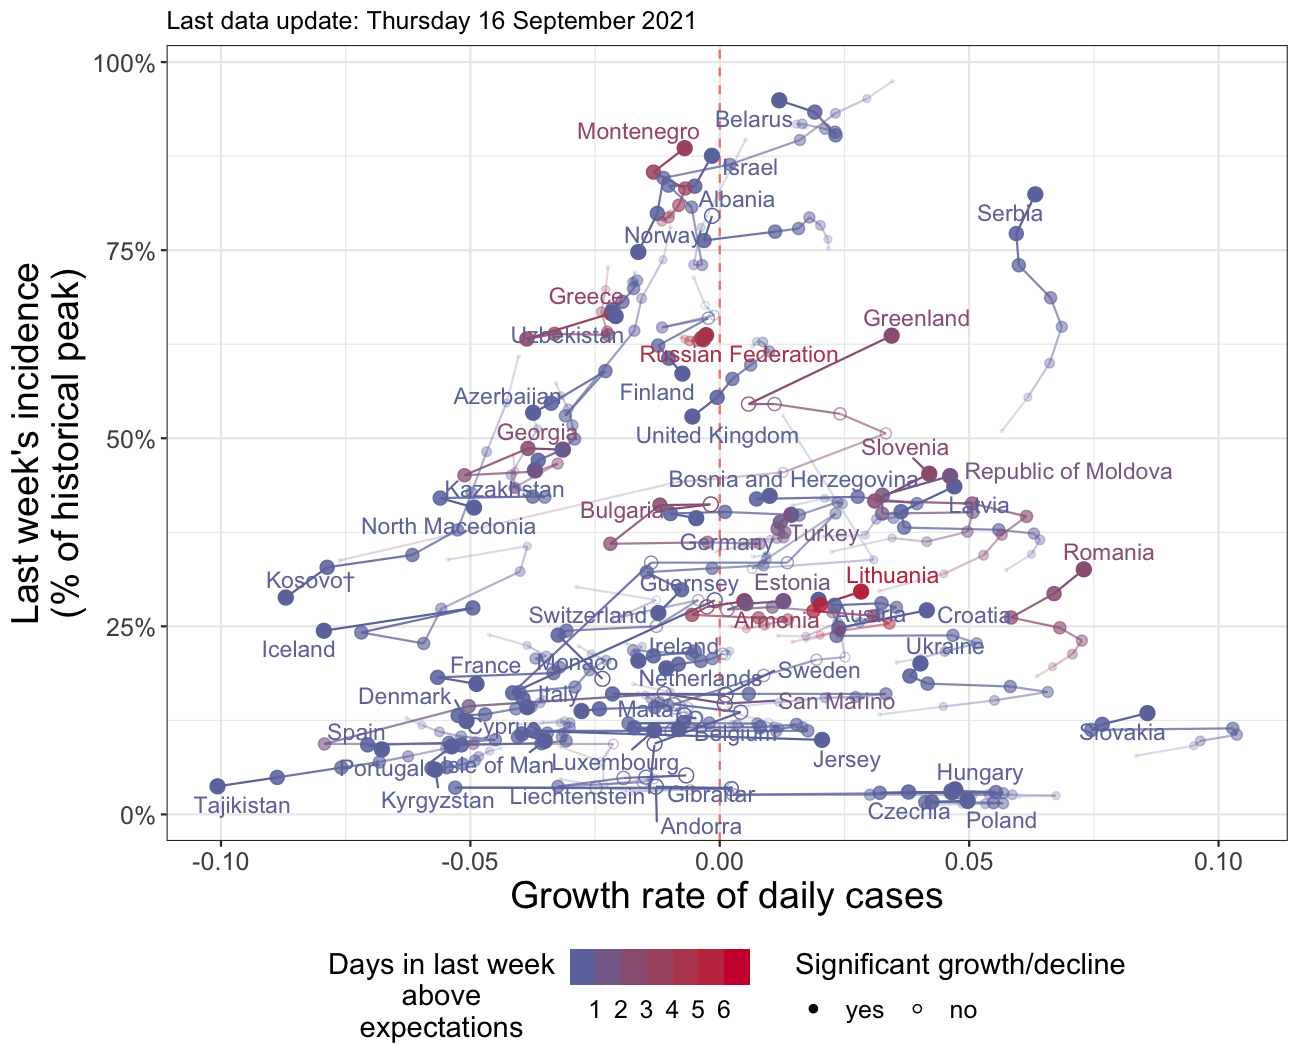 Last data update: Thursday 16 September 2021
100%
75%
50%
25%
0%
Last week's incidence
(% of historical peak)
Belarus
Montenegro
Israel
Albania
Serbia
Norway
Greece
Greenland
Uzbekistan
Russian Federation
Finland
Azerbaijan
United Kingdom
Georgia
Slovenia
Republic of Moldova
Bosnia and Herzegovina
Kazakhstan
Latvia
Bulgaria
North Macedonia
Turkey
Germany
Romania
Kosovo†
Guernsey
Estonia
Lithuania
Switzerland
Armenia
Austria
Croatia
Iceland
Ireland
Ukraine
France
Monaco
Netherlands
Sweden
Denmark
Italy
San Marino
Malta
Spain
Cyprus
Belgium
Slovakia
Portugal
Isle of Man
Luxembourg
Jersey
Hungary
Tajikistan
Kyrgyzstan
Liechtenstein
Gibraltar
Czechia
Poland
Andorra
-0.10
-0.05
0.00
0.05
0.10
Growth rate of daily cases
Days in last week
above
expectations
1 2 3 4 5 6
Significant growth/decline
yes
no